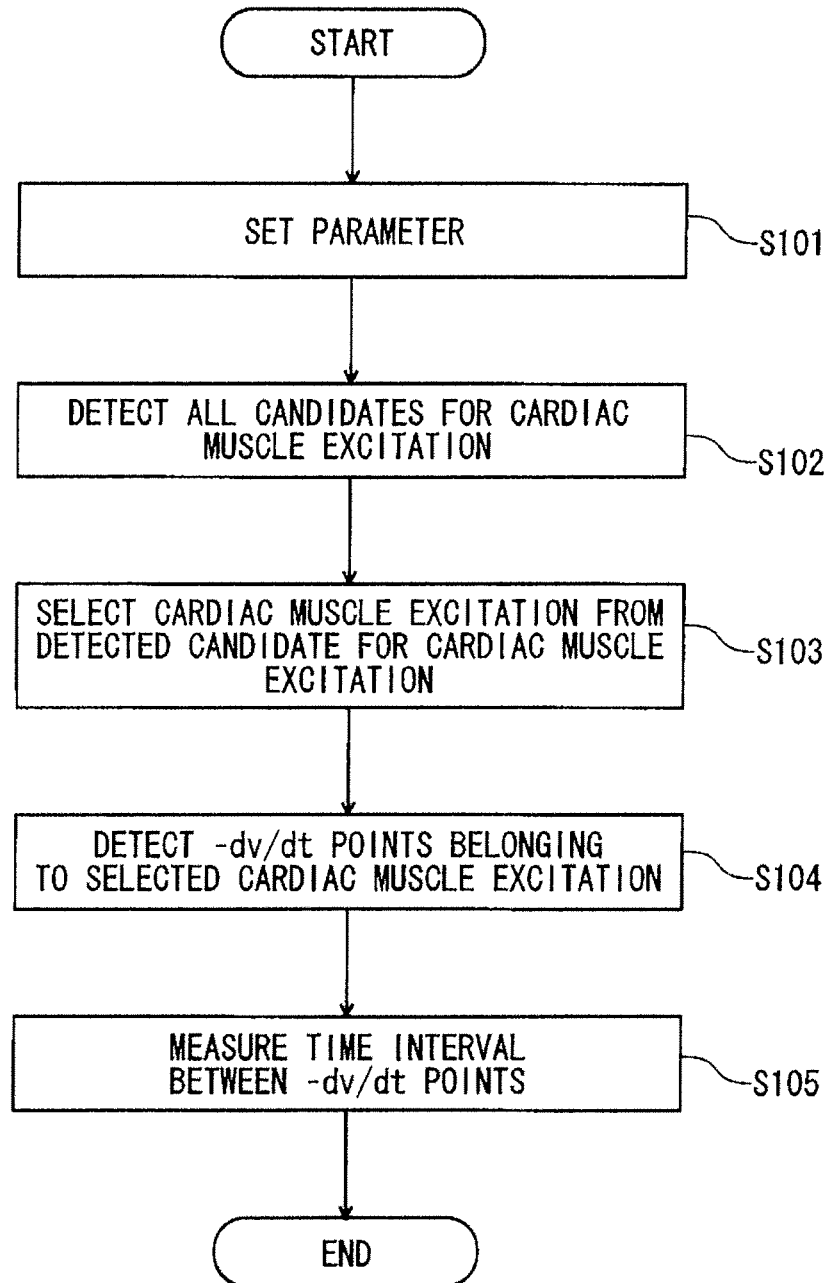 START
SET PARAMETER
S101
DETECT ALL CANDIDATES FOR CARDIAC
MUSCLE EXCITATION
S102
SELECT CARDIAC MUSCLE EXCITATION FROM
DETECTED CANDIDATE FOR CARDIAC MUSCLE
EXCITATION
S103
DETECT -dv/dt POINTS BELONGING
TO SELECTED CARDIAC MUSCLE EXCITATION
S104
MEASURE TIME INTERVAL
BETWEEN -dv/dt POINTS
S105
END